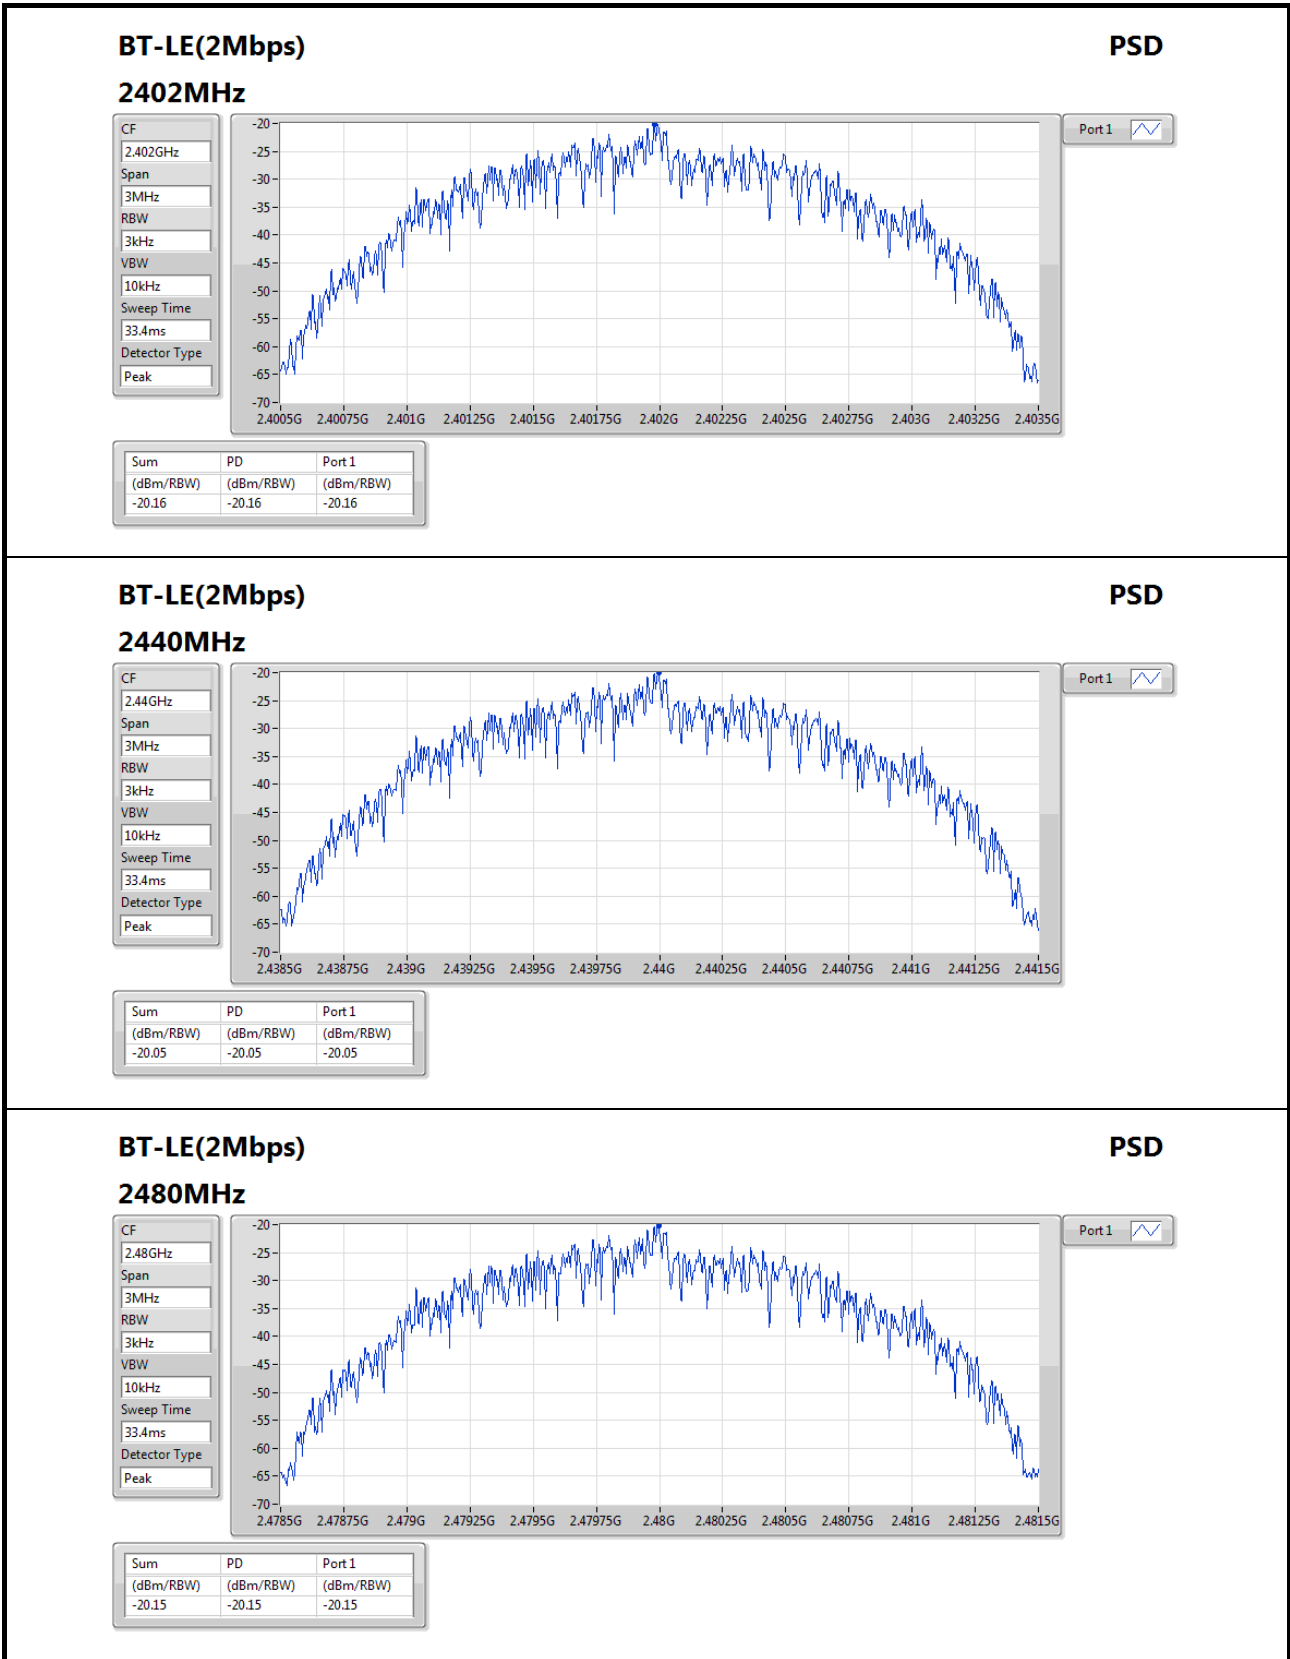 BT-LE(2Mbps) PSD
2402MHz
CF
2.402GHz
Span
3MHz
RBW
3kHz
VBW
10kHz
Sweep Time
33.4ms
Detector Type
Peak
-20
-25
-30
-35
-40
-45
-50
-55
-60
-65
-70
2.4005G 2.40075G 2.401G 2.40125G 2.4015G 2.40175G 2.402G 2.40225G 2.4025G 2.40275G 2.403G 2.40325G 2.4035G
Port 1
Sum PD Port 1
(dBm/RBW) (dBm/RBW) (dBm/RBW)
-20.16 -20.16 -20.16
BT-LE(2Mbps) PSD
2440MHz
CF
2.44GHz
Span
3MHz
RBW
3kHz
VBW
10kHz
Sweep Time
33.4ms
Detector Type
Peak
-20
-25
-30
-35
-40
-45
-50
-55
-60
-65
-70
2.4385G 2.43875G 2.439G 2.43925G 2.4395G 2.43975G 2.44G 2.44025G 2.4405G 2.44075G 2.441G 2.44125G 2.4415G
Port 1
Sum PD Port 1
(dBm/RBW) (dBm/RBW) (dBm/RBW)
-20.05 -20.05 -20.05
BT-LE(2Mbps) PSD
2480MHz
CF
2.48GHz
Span
3MHz
RBW
3kHz
VBW
10kHz
Sweep Time
33.4ms
Detector Type
Peak
-20
-25
-30
-35
-40
-45
-50
-55
-60
-65
-70
2.4785G 2.47875G 2.479G 2.47925G 2.4795G 2.47975G 2.48G 2.48025G 2.4805G 2.48075G 2.481G 2.48125G 2.4815G
Port 1
Sum PD Port 1
(dBm/RBW) (dBm/RBW) (dBm/RBW)
-20.15 -20.15 -20.15